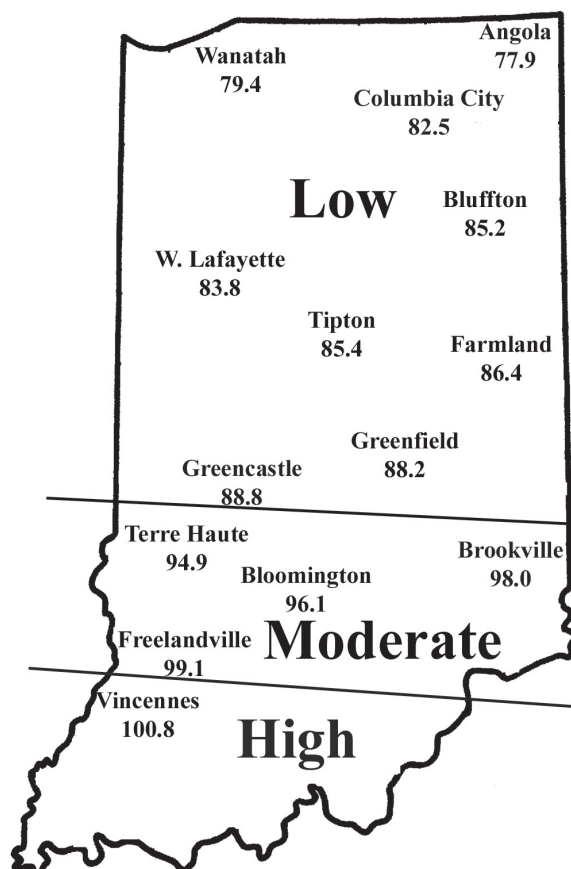 Angola
77.9
Wanatah
79.4
Columbia City
82.5
Low
Bluffton
85.2
W. Lafayette
83.8
Tipton
85.4
Farmland
86.4
Greenfield
88.2
Greencastle
88.8
Terre Haute
94.9
Brookville
98.0
Bloomington
96.1
Moderate
Freelandville
99.1
Vincennes
100.8
High